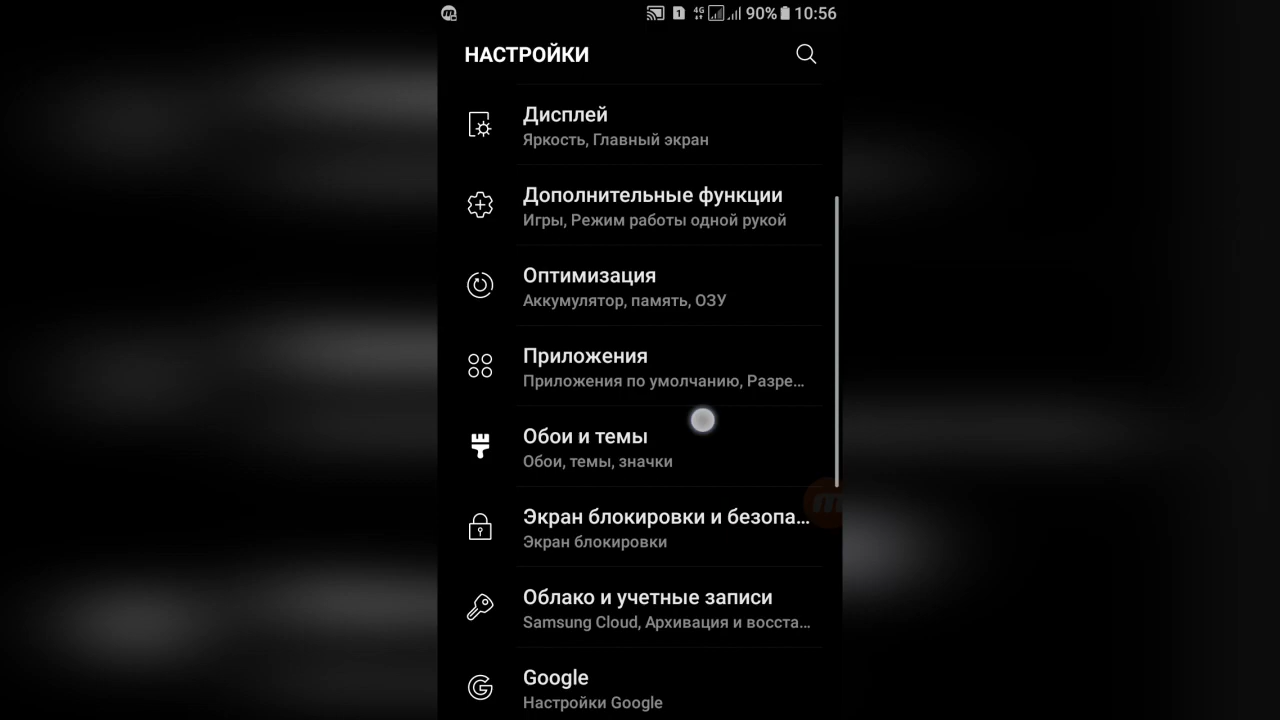 1 4G 90% 10:56
НАСТРОЙКИ
Дисплей
Яркость, Главный экран
Дополнительные функции
Игры, Режим работы одной рукой
Оптимизация
Аккумулятор, память, ОЗУ
Приложения
Приложения по умолчанию, Разре...
Обои и темы
Обои, темы, значки
Экран блокировки и безопа...
Экран блокировки
Облако и учетные записи
Samsung Cloud, Архивация и восста...
Google
Настройки Google